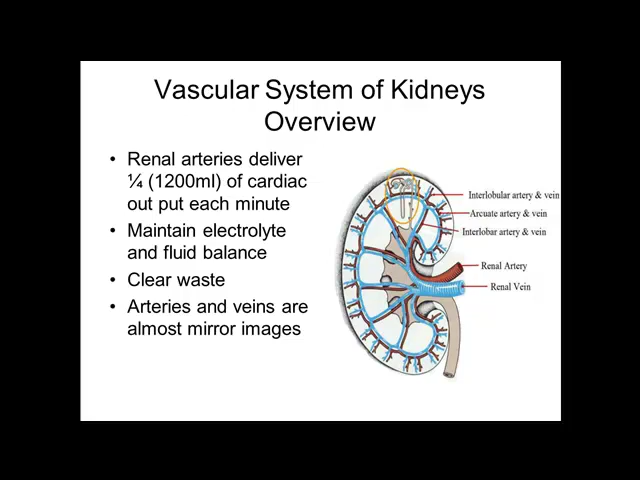 Vascular System of Kidneys
Overview
• Renal arteries deliver
¼ (1200ml) of cardiac
out put each minute
• Maintain electrolyte
and fluid balance
• Clear waste
• Arteries and veins are
almost mirror images
Interlobular artery & vein
Arcuate artery & vein
Interlobar artery & vein
Renal Artery
Renal Vein